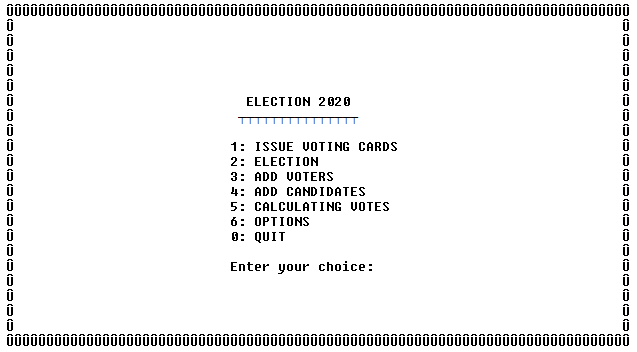 ELECTION 2020
1: ISSUE VOTING CARDS
2: ELECTION
3: ADD VOTERS
4: ADD CANDIDATES
5: CALCULATING VOTES
6: OPTIONS
0: QUIT
Enter your choice: